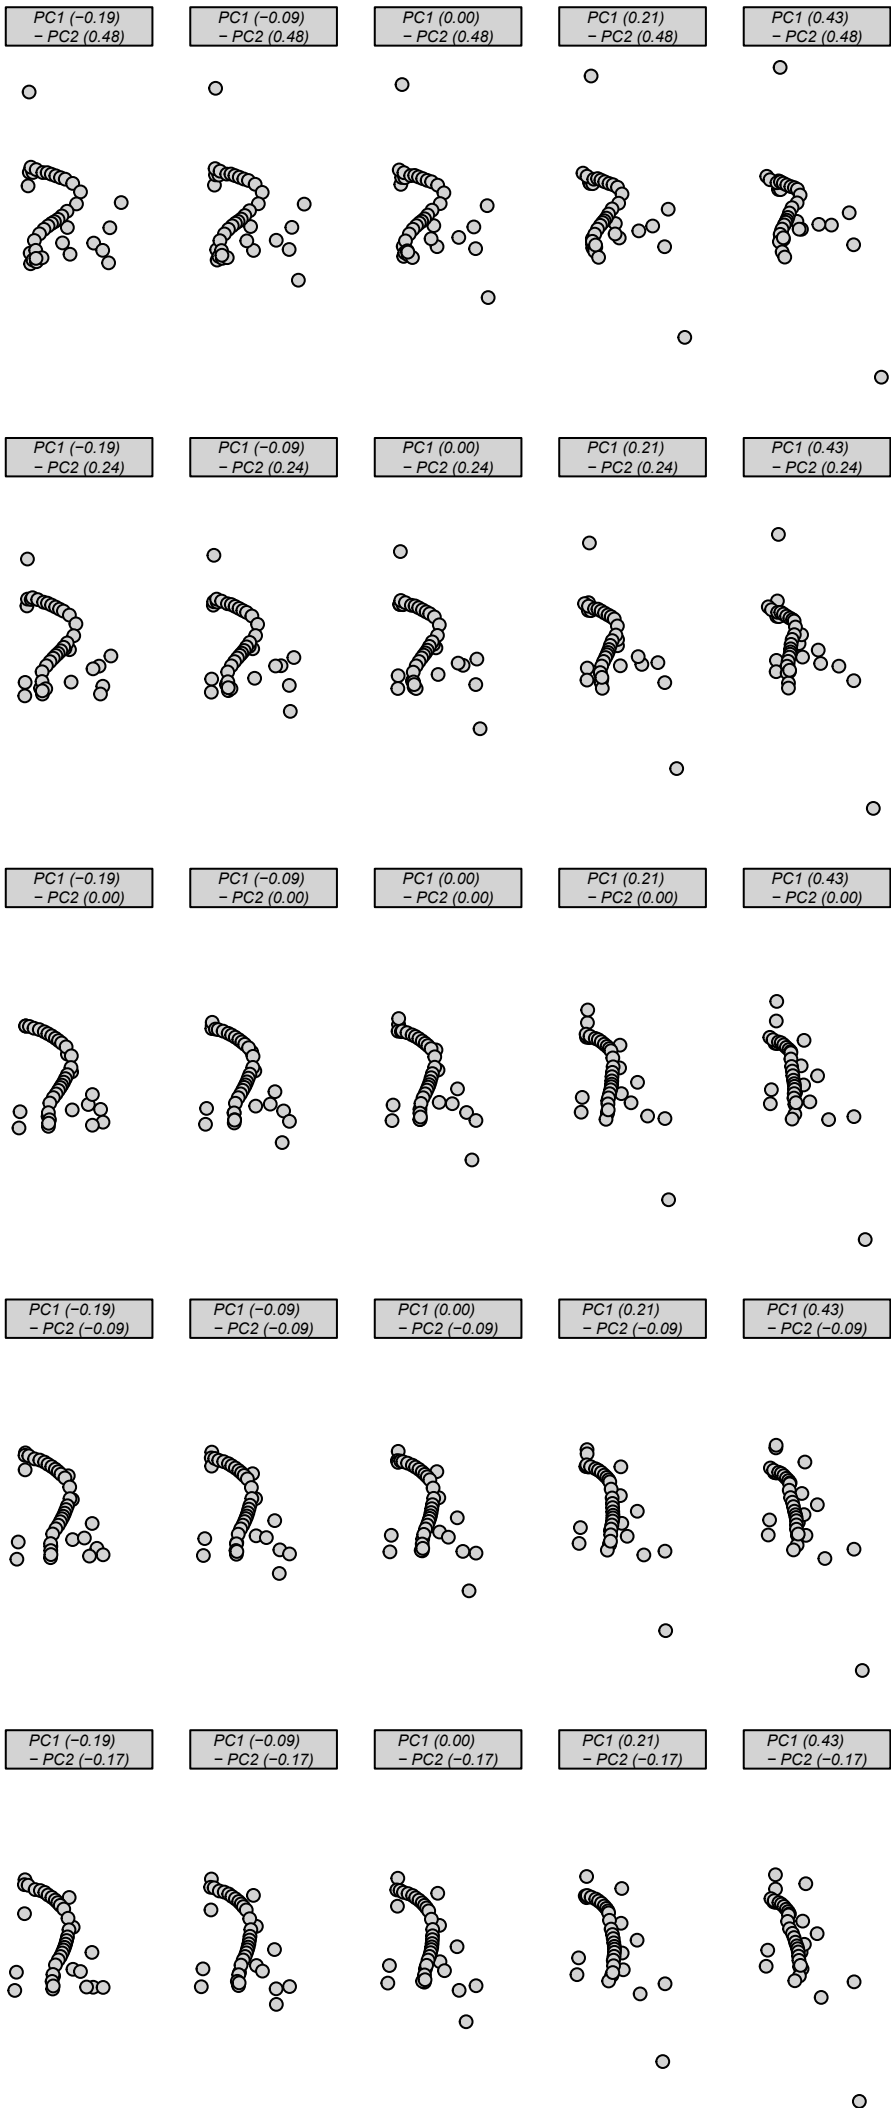 PC1 (−0.19)
− PC2 (0.48)
PC1 (−0.09)
− PC2 (0.48)
PC1 (0.00)
− PC2 (0.48)
PC1 (0.21)
− PC2 (0.48)
PC1 (0.43)
− PC2 (0.48)
PC1 (−0.19)
− PC2 (0.24)
PC1 (−0.09)
− PC2 (0.24)
PC1 (0.00)
− PC2 (0.24)
PC1 (0.21)
− PC2 (0.24)
PC1 (0.43)
− PC2 (0.24)
PC1 (−0.19)
− PC2 (0.00)
PC1 (−0.09)
− PC2 (0.00)
PC1 (0.00)
− PC2 (0.00)
PC1 (0.21)
− PC2 (0.00)
PC1 (0.43)
− PC2 (0.00)
PC1 (−0.19)
− PC2 (−0.09)
PC1 (−0.09)
− PC2 (−0.09)
PC1 (0.00)
− PC2 (−0.09)
PC1 (0.21)
− PC2 (−0.09)
PC1 (0.43)
− PC2 (−0.09)
PC1 (−0.19)
− PC2 (−0.17)
PC1 (−0.09)
− PC2 (−0.17)
PC1 (0.00)
− PC2 (−0.17)
PC1 (0.21)
− PC2 (−0.17)
PC1 (0.43)
− PC2 (−0.17)